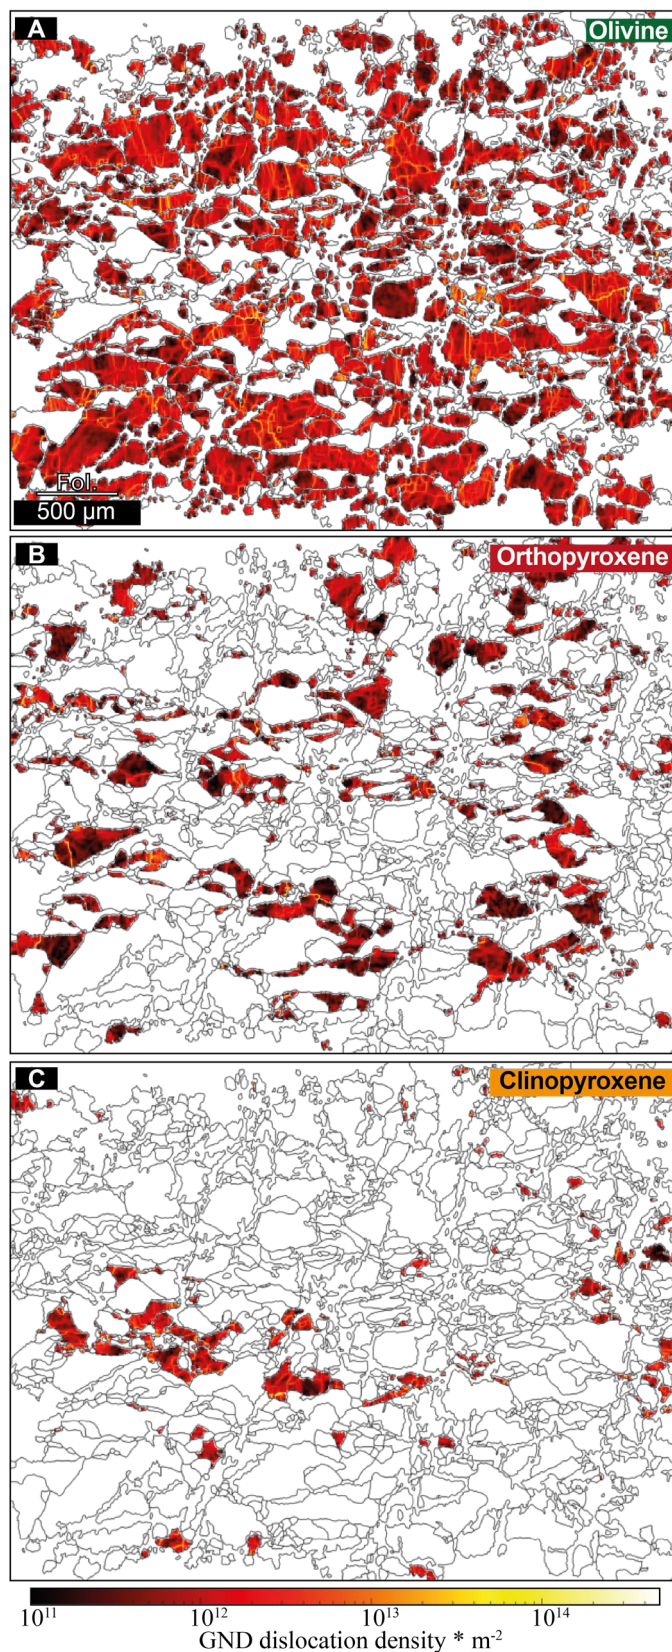 A
Olivine
Fol.
500 µm
B
Orthopyroxene
C
Clinopyroxene
10¹¹ 10¹² 10¹³ 10¹⁴
GND dislocation density * m⁻²